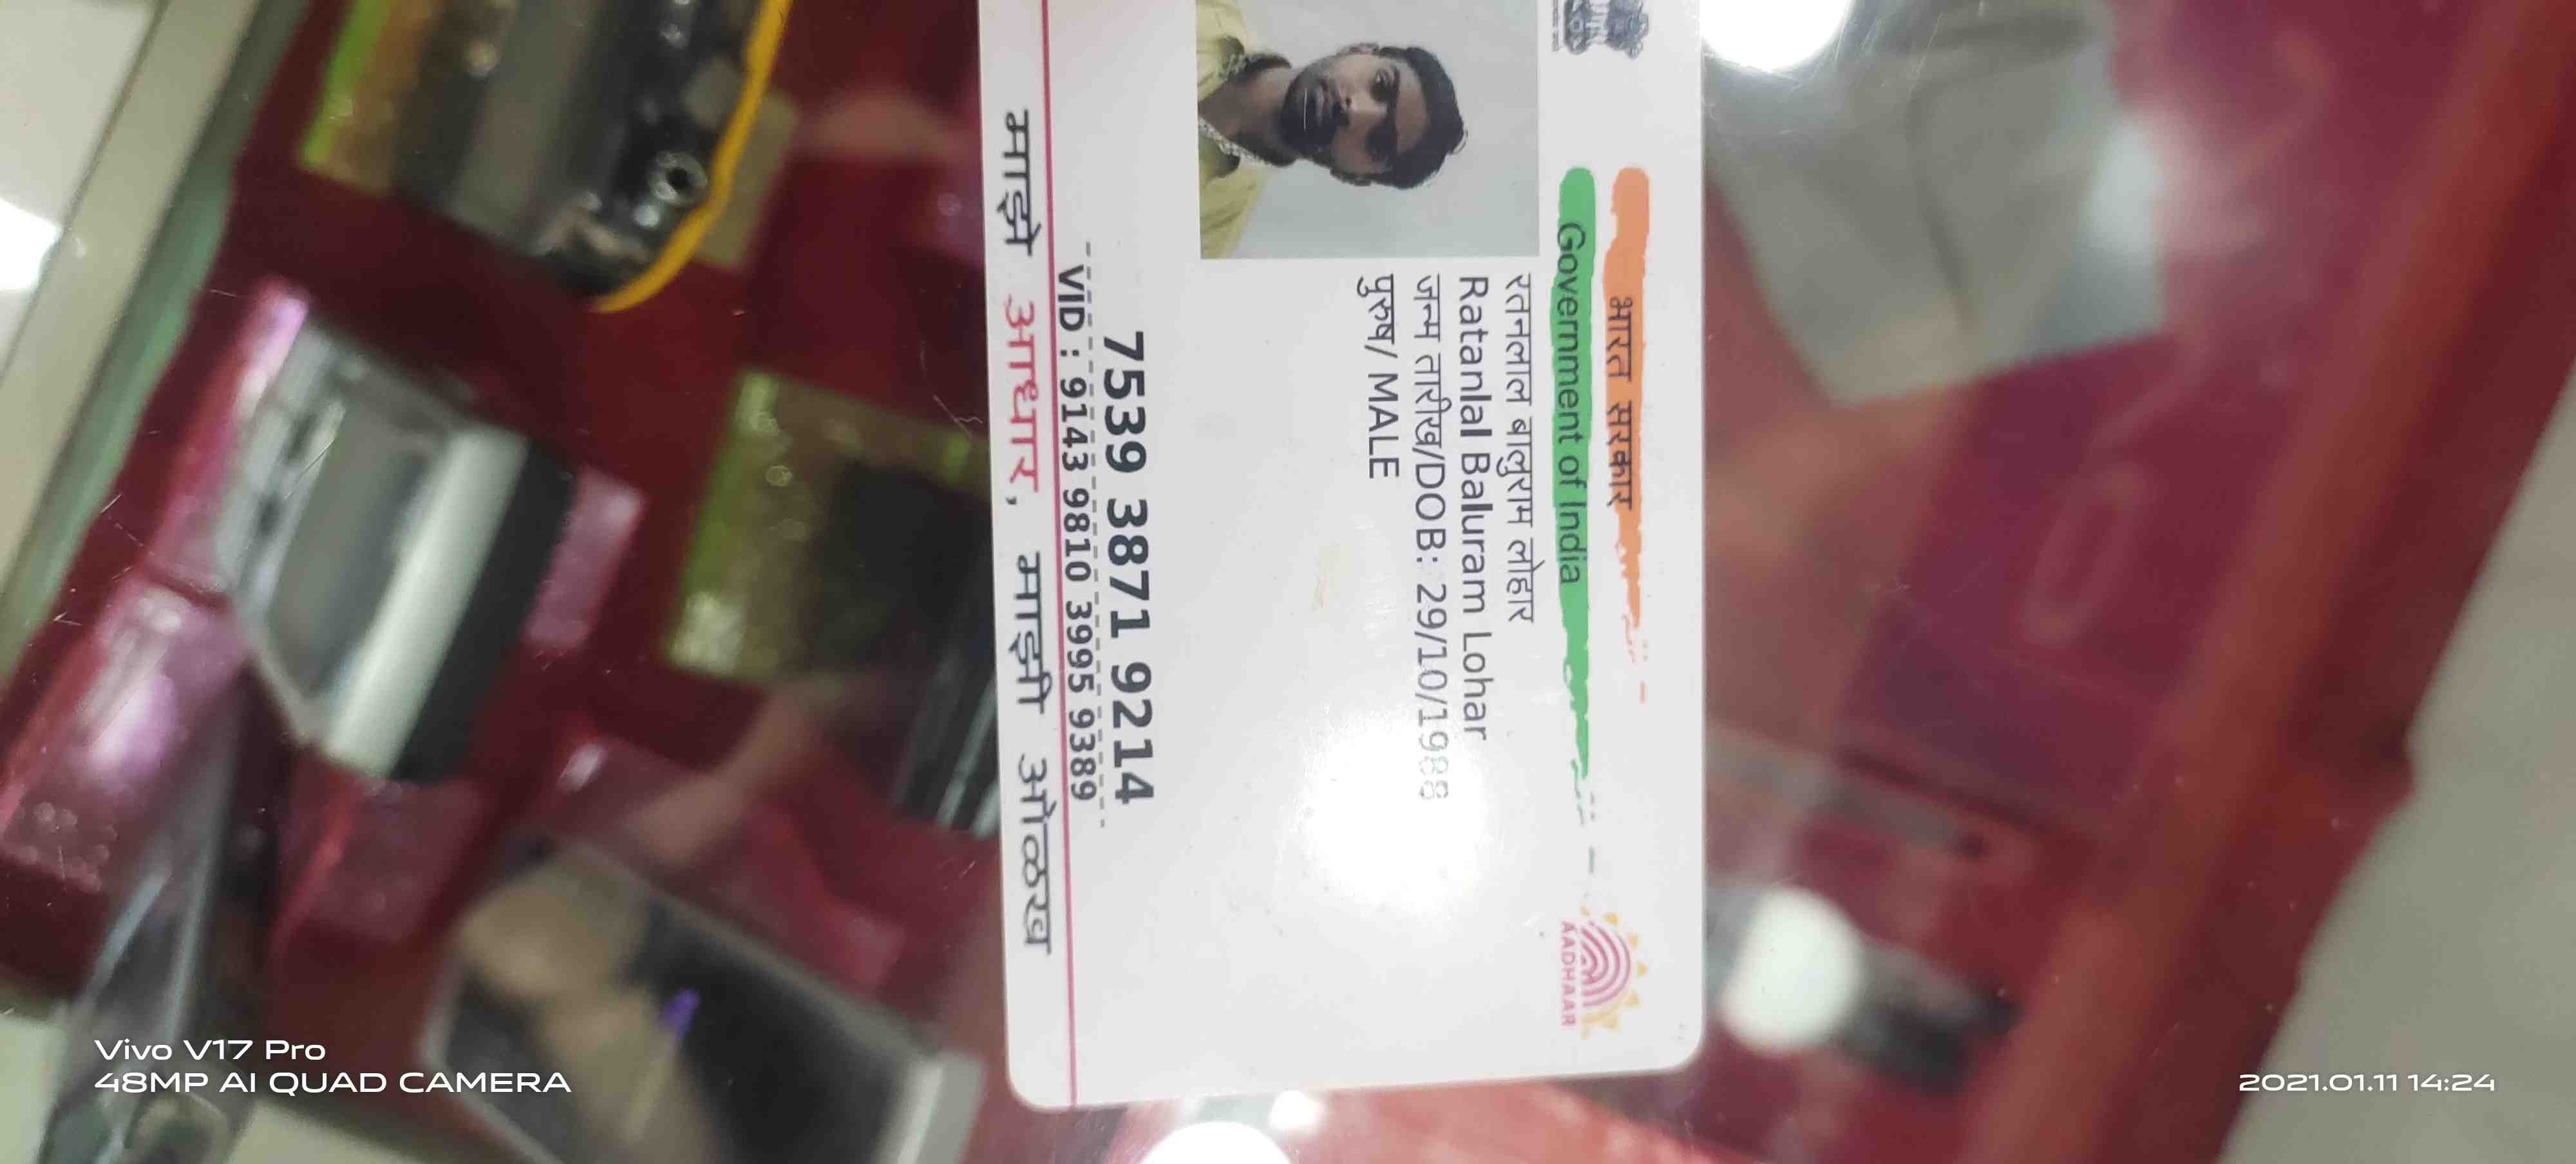 भारत सरकार
Government of India
AADHAAR
रतनलाल बालुराम लोहार
Ratanlal Baluram Lohar
जन्म तारीख/DOB: 29/10/1988
पुरुष/ MALE
7539 3871 9214
VID : 9143 9810 3995 9389
माझे आधार, माझी ओळख
Vivo V17 Pro
48MP AI QUAD CAMERA
2021.01.11 14:24